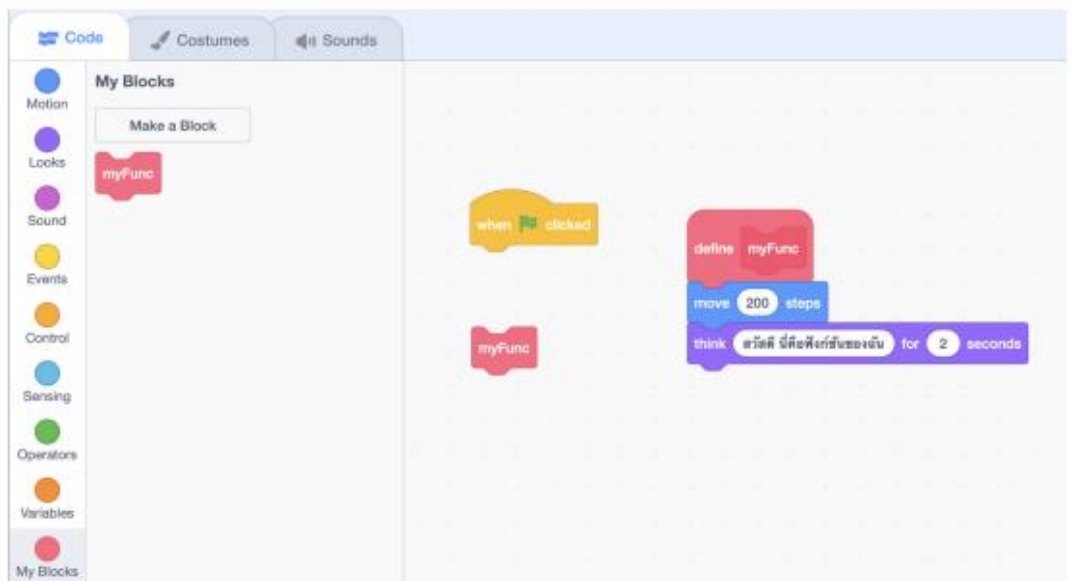 Code
Costumes
Sounds
Motion
Looks
Sound
Events
Control
Sensing
Operators
Variables
My Blocks
My Blocks
Make a Block
myFunc
when clicked
myFunc
define myFunc
move 200 steps
think สวัสดี นี่คือฟังก์ชันของฉัน for 2 seconds